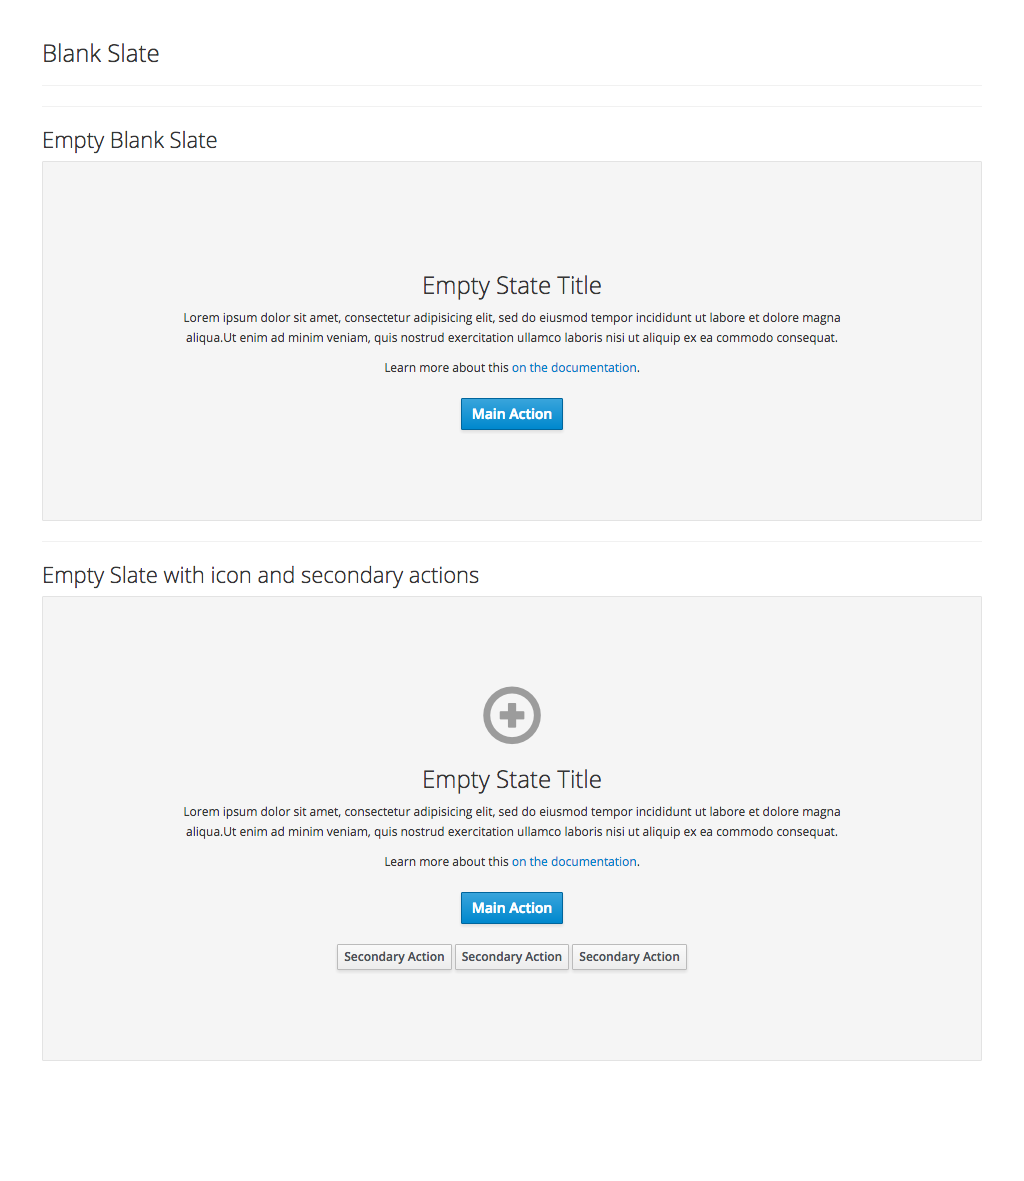 Blank Slate
Empty Blank Slate
Empty State Title
Lorem ipsum dolor sit amet, consectetur adipisicing elit, sed do eiusmod tempor incididunt ut labore et dolore magna
aliqua.Ut enim ad minim veniam, quis nostrud exercitation ullamco laboris nisi ut aliquip ex ea commodo consequat.
Learn more about this on the documentation.
Main Action
Empty Slate with icon and secondary actions
Empty State Title
Lorem ipsum dolor sit amet, consectetur adipisicing elit, sed do eiusmod tempor incididunt ut labore et dolore magna
aliqua.Ut enim ad minim veniam, quis nostrud exercitation ullamco laboris nisi ut aliquip ex ea commodo consequat.
Learn more about this on the documentation.
Main Action
Secondary Action Secondary Action Secondary Action